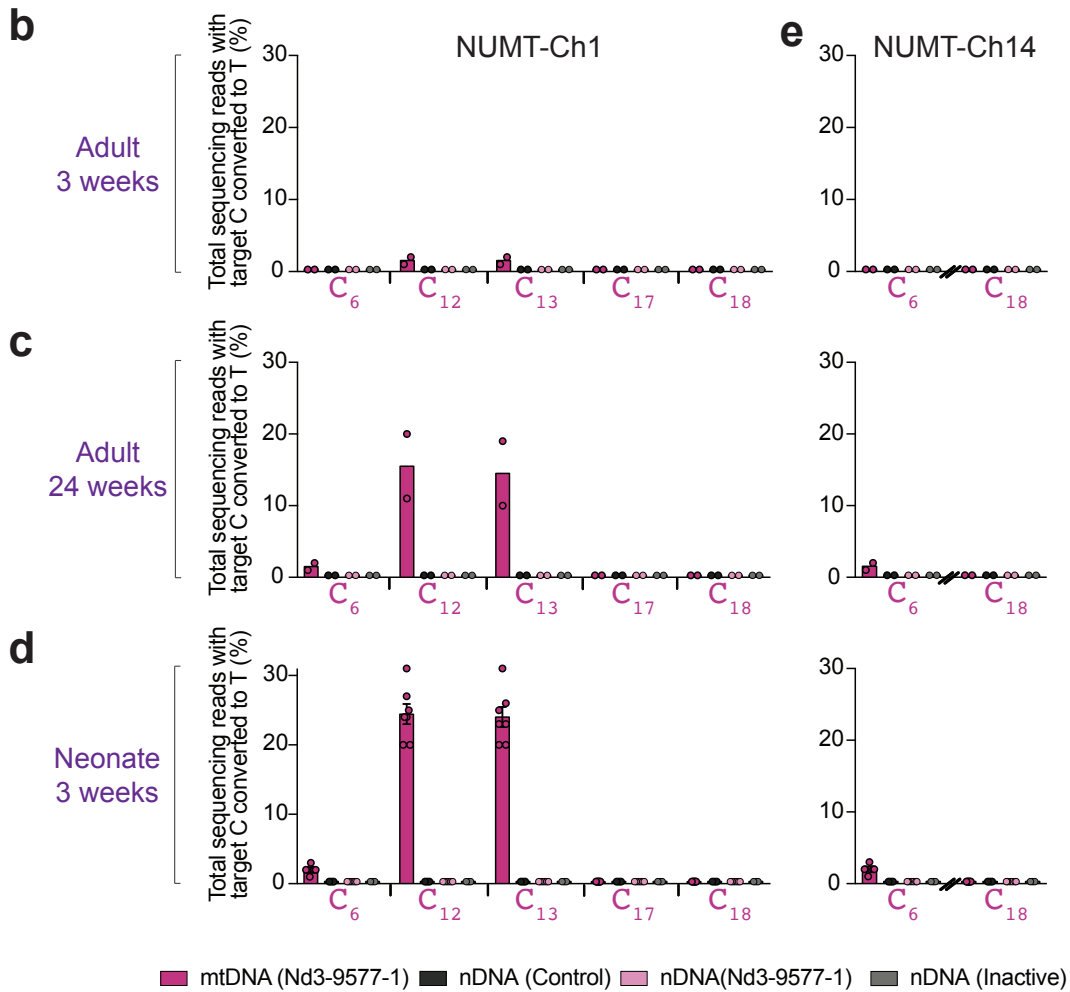 b
NUMT-Ch1
e
NUMT-Ch14
Adult
3 weeks
Total sequencing reads with
target C converted to T (%)
30
20
10
0
C6
C12
C13
C17
C18
30
20
10
0
C6
C18
c
Adult
24 weeks
Total sequencing reads with
target C converted to T (%)
30
20
10
0
C6
C12
C13
C17
C18
30
20
10
0
C6
C18
d
Neonate
3 weeks
Total sequencing reads with
target C converted to T (%)
30
20
10
0
C6
C12
C13
C17
C18
30
20
10
0
C6
C18
mtDNA (Nd3-9577-1)
nDNA (Control)
nDNA(Nd3-9577-1)
nDNA (Inactive)